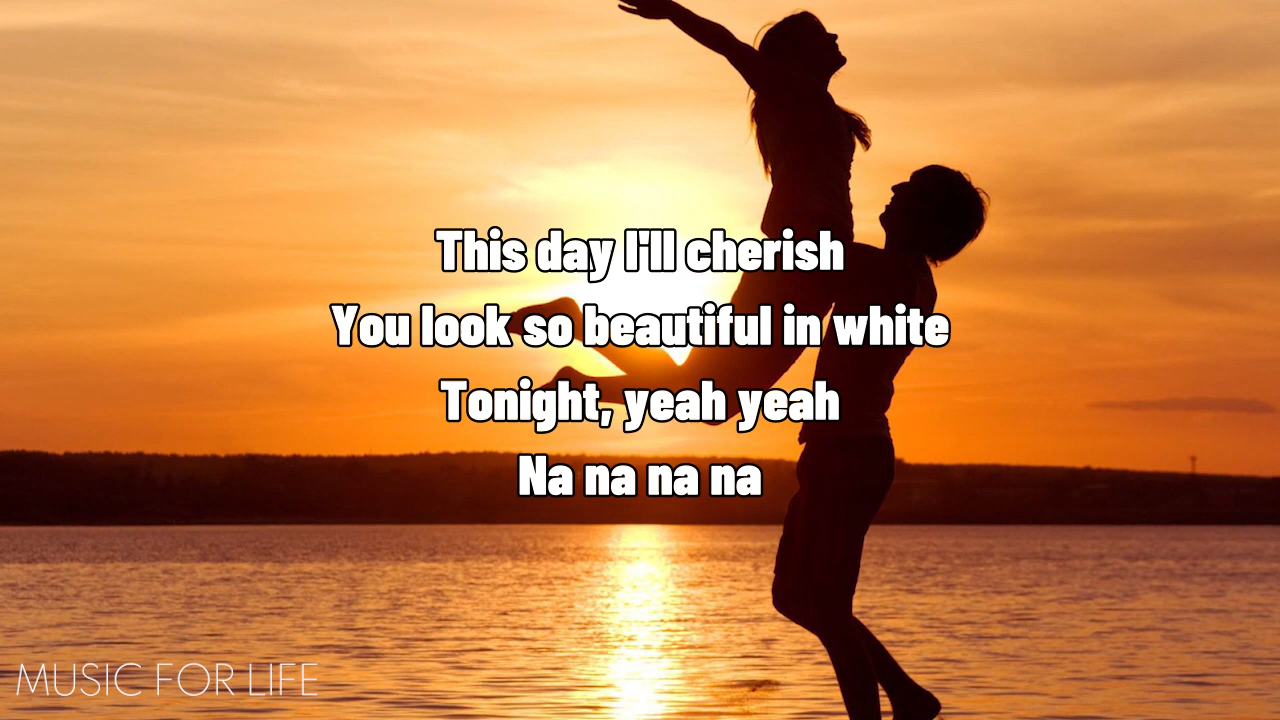 This day I'll cherish
You look so beautiful in white
Tonight, yeah yeah
Na na na na
MUSIC FOR LIFE